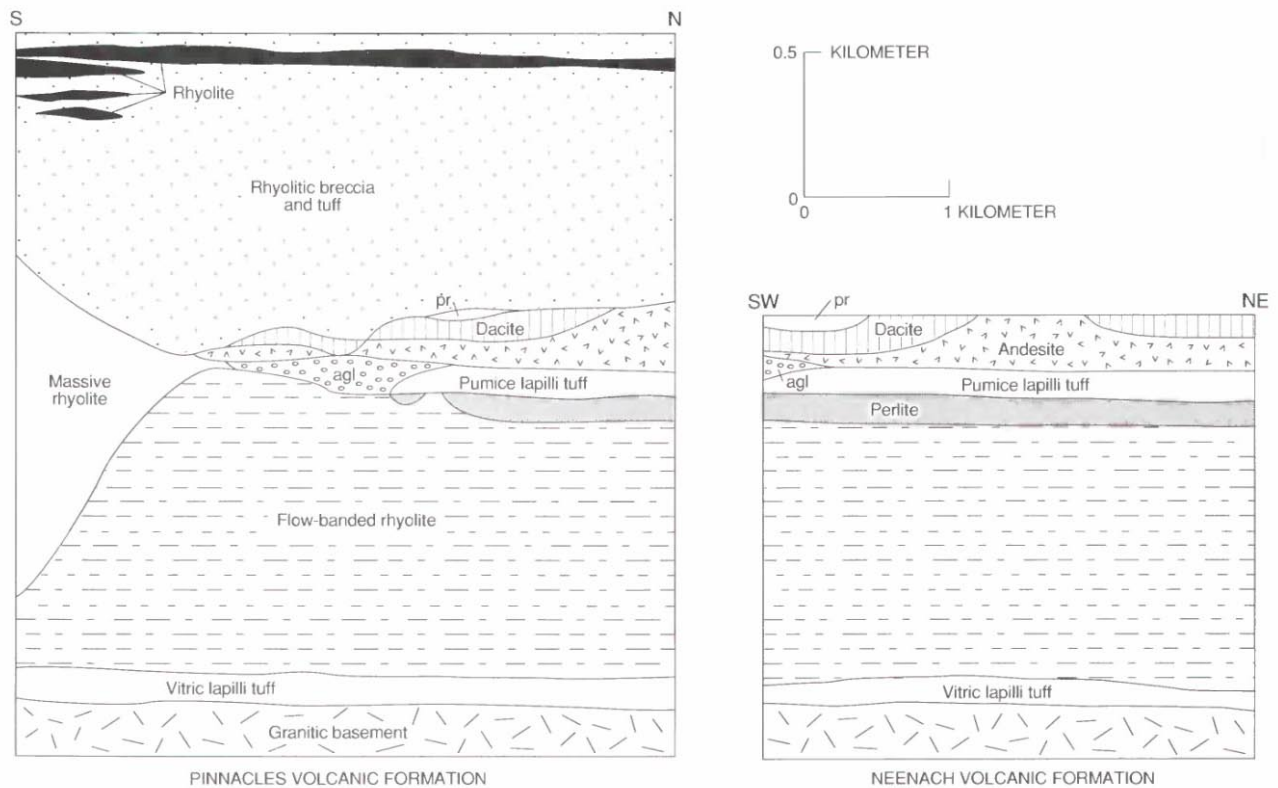 S
N
Rhyolite
Rhyolitic breccia
and tuff
pr
Dacite
Massive
rhyolite
agl
Pumice lapilli tuff
Flow-banded rhyolite
Vitric lapilli tuff
Granitic basement
PINNACLES VOLCANIC FORMATION
0.5
KILOMETER
0
0
1 KILOMETER
SW
pr
NE
Dacite
Andesite
agl
Pumice lapilli tuff
Perlite
Vitric lapilli tuff
NEENACH VOLCANIC FORMATION